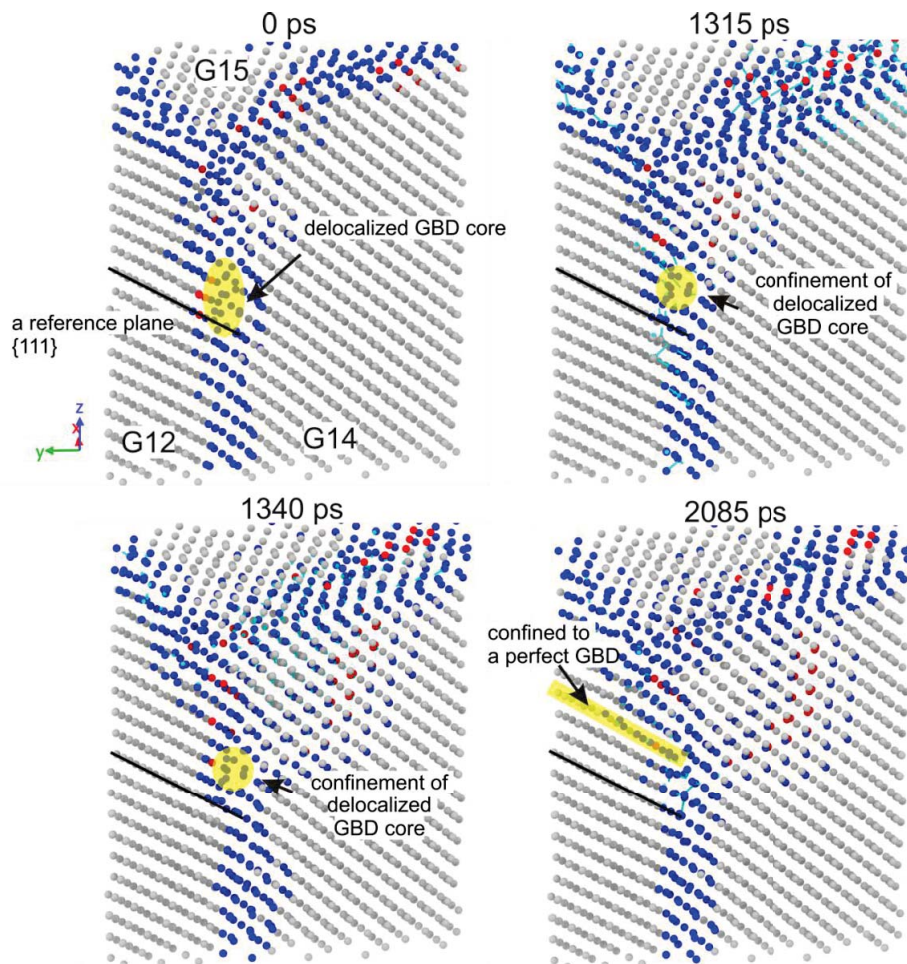 0 ps
G15
delocalized GBD core
a reference plane
{111}
G12
G14
z
x
y
1315 ps
confinement of
delocalized
GBD core
1340 ps
confinement of
delocalized
GBD core
2085 ps
confined to
a perfect GBD